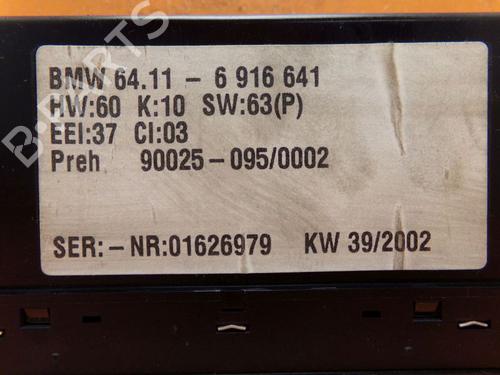 BMW 64.11 - 6 916 641
HW:60 K:10 SW:63(P)
EEI:37 CI:03
Preh 90025-095/0002
SER:-NR:01626979 KW 39/2002
B-PARTS